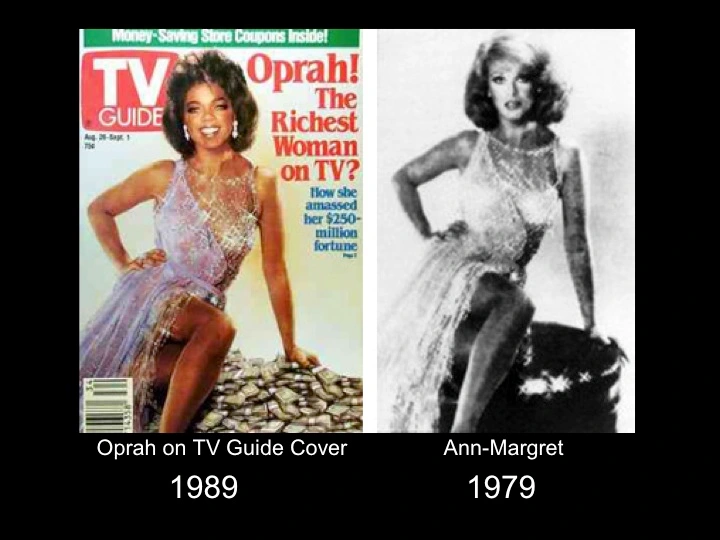 Money-Saving Store Coupons Inside!
TV
GUIDE
Aug. 26-Sept. 1
75¢
Oprah!
The
Richest
Woman
on TV?
How she
amassed
her $250-
million
fortune
34
Oprah on TV Guide Cover
Ann-Margret
1989
1979